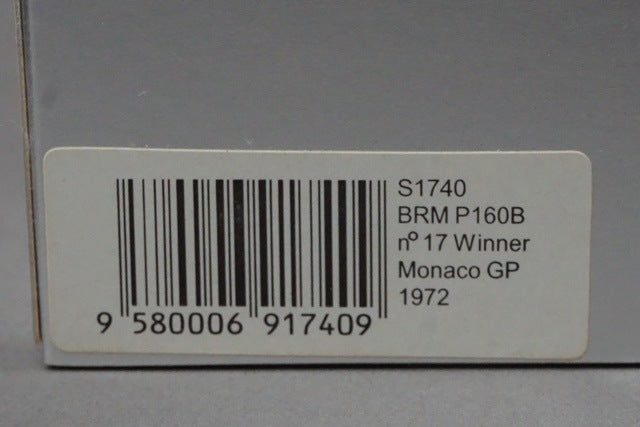 S1740
BRM P160B
nº 17 Winner
Monaco GP
1972
9 580006 917409